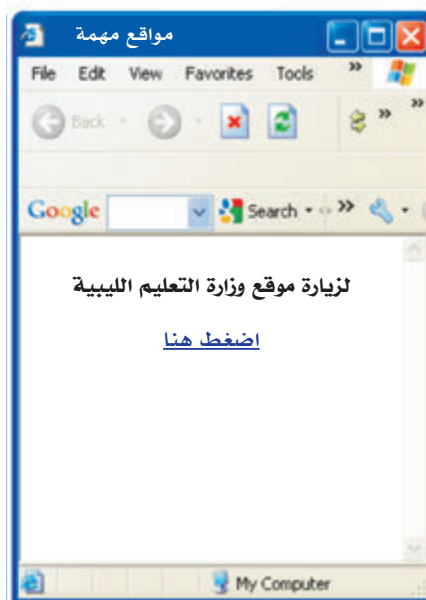 مواقع مهمة
File Edit View Favorites Tools »
Back » »
Google Search »
لزيارة موقع وزارة التعليم الليبية
اضغط هنا
My Computer